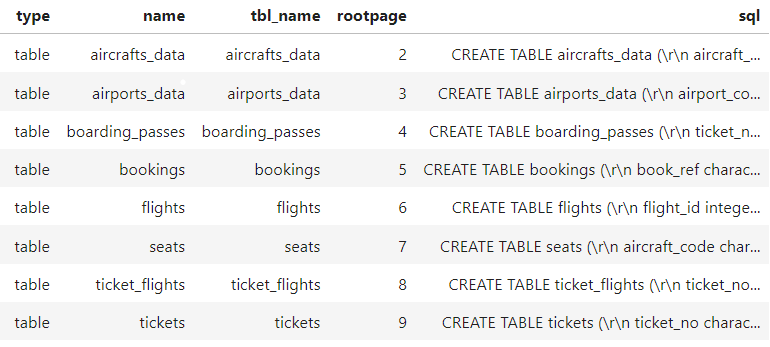 type name tbl_name rootpage sql
table aircrafts_data aircrafts_data 2 CREATE TABLE aircrafts_data (\r\n aircraft_...
table airports_data airports_data 3 CREATE TABLE airports_data (\r\n airport_co...
table boarding_passes boarding_passes 4 CREATE TABLE boarding_passes (\r\n ticket_n...
table bookings bookings 5 CREATE TABLE bookings (\r\n book_ref charac...
table flights flights 6 CREATE TABLE flights (\r\n flight_id intege...
table seats seats 7 CREATE TABLE seats (\r\n aircraft_code char...
table ticket_flights ticket_flights 8 CREATE TABLE ticket_flights (\r\n ticket_no...
table tickets tickets 9 CREATE TABLE tickets (\r\n ticket_no charac...